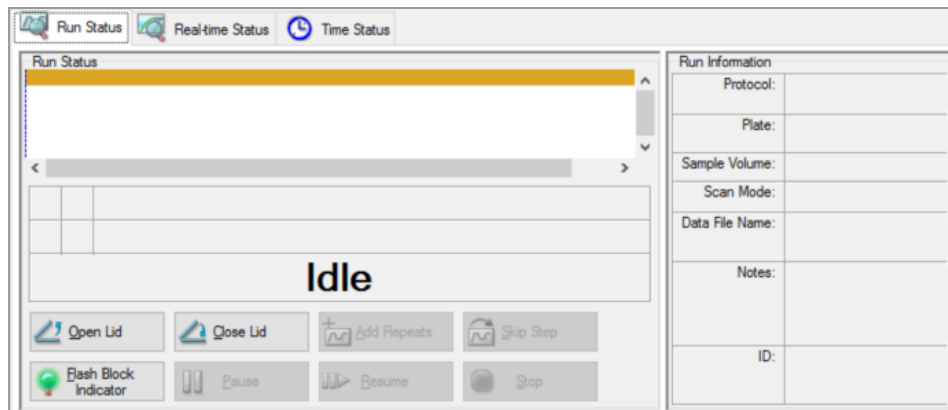 Run Status
Real-time Status
Time Status
Run Status
Idle
Open Lid
Close Lid
Add Repeats
Skip Step
Flash Block
Indicator
Pause
Resume
Stop
Run Information
Protocol:
Plate:
Sample Volume:
Scan Mode:
Data File Name:
Notes:
ID: